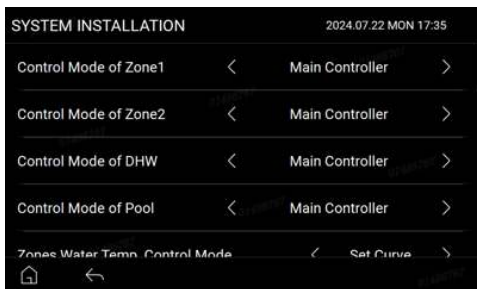 SYSTEM INSTALLATION 2024.07.22 MON 17:35
Control Mode of Zone1 < Main Controller >
Control Mode of Zone2 < Main Controller >
Control Mode of DHW < Main Controller >
Control Mode of Pool < Main Controller >
Zones Water Temp. Control Mode < Set Curve >